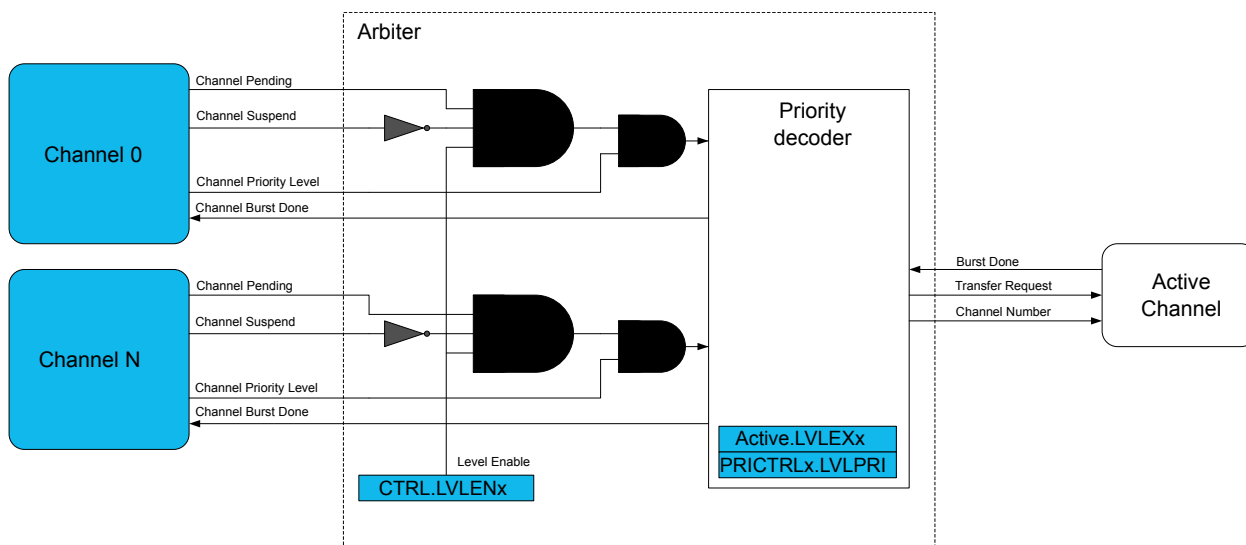 Arbiter
Channel 0
Channel Pending
Channel Suspend
Channel Priority Level
Channel Burst Done
Priority
decoder
Burst Done
Transfer Request
Channel Number
Active
Channel
Channel N
Channel Pending
Channel Suspend
Channel Priority Level
Channel Burst Done
Level Enable
CTRL.LVLENx
Active.LVLEXx
PRICTRLx.LVLPRI